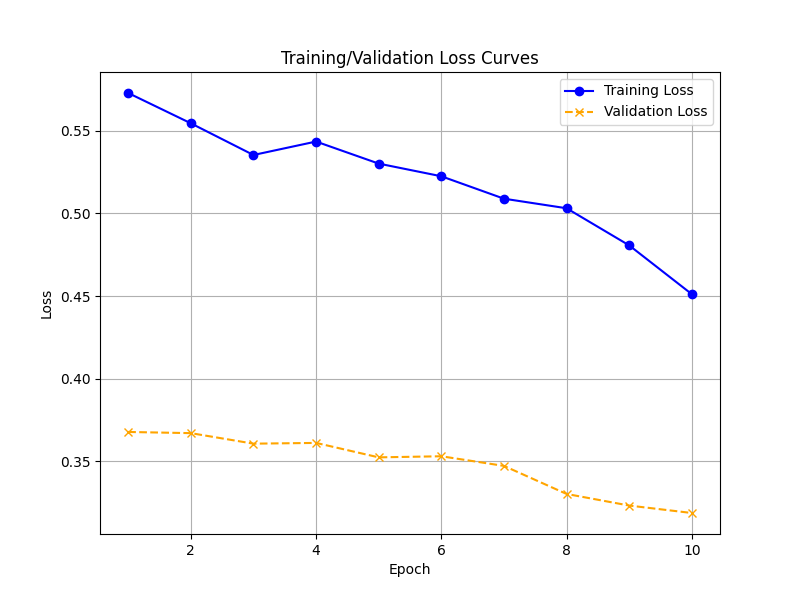 Training/Validation Loss Curves
Training Loss
Validation Loss
0.55
0.50
0.45
0.40
0.35
Loss
2
4
6
8
10
Epoch